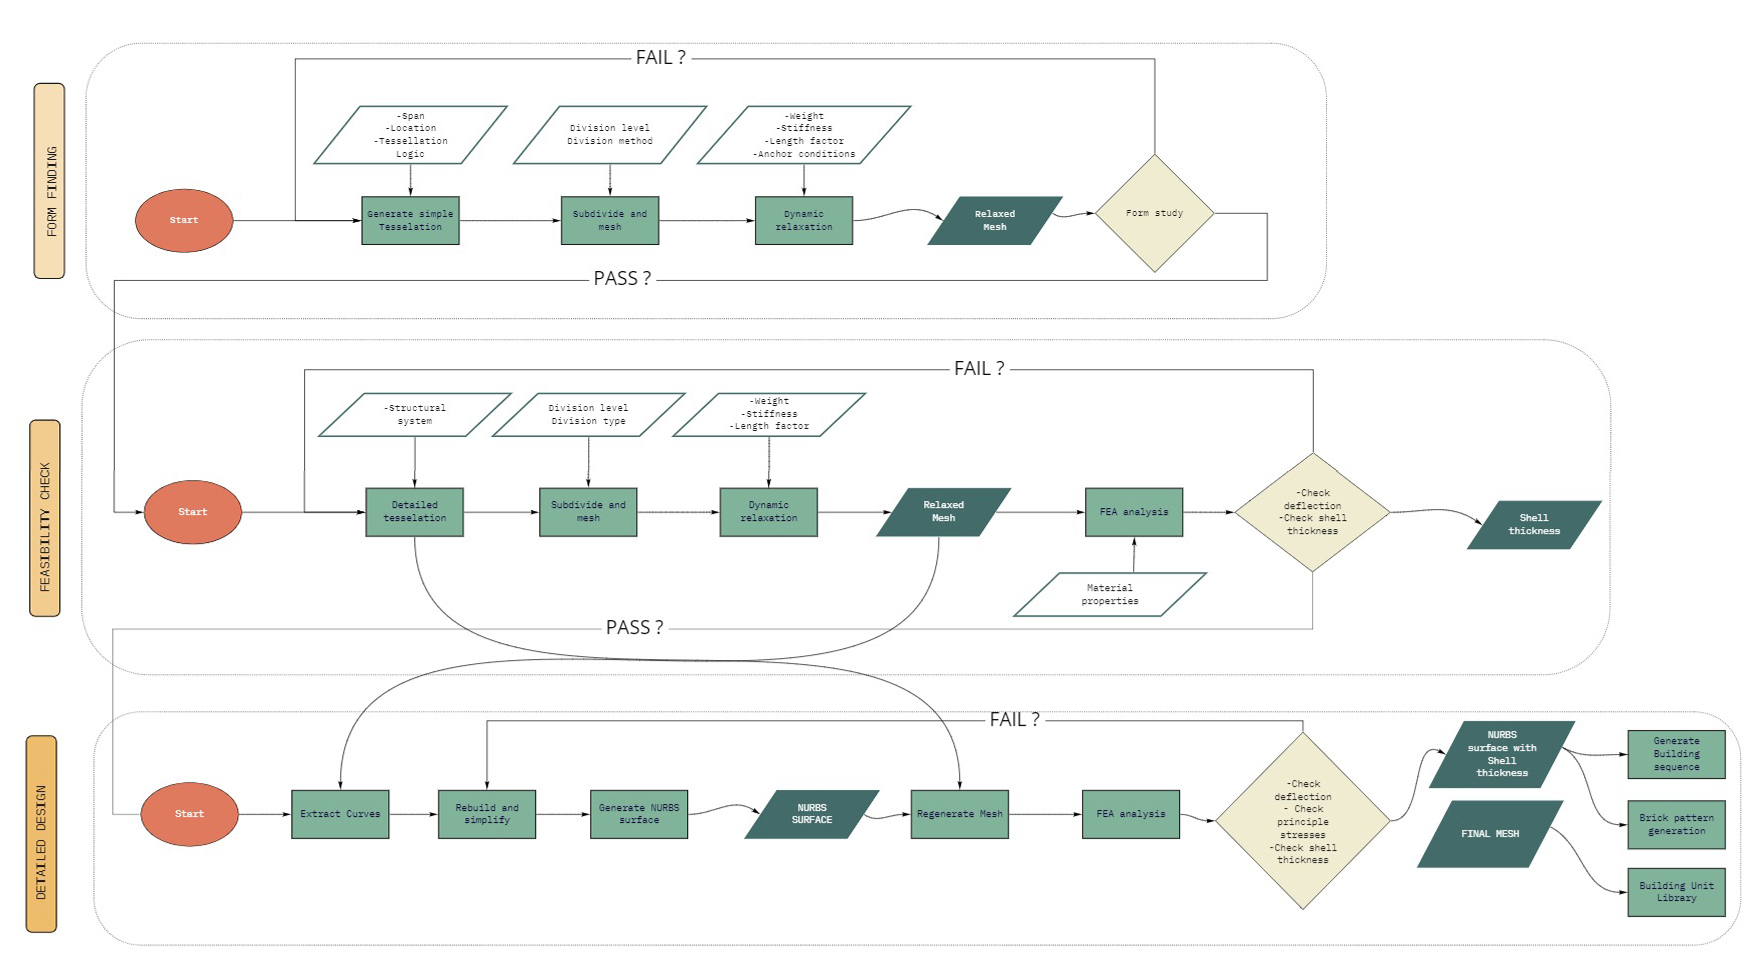 FORM FINDING
FAIL ?
-Span
-Location
-Tessellation
Logic
Division level
Division method
-Weight
-Stiffness
-Length factor
-Anchor conditions
Start
Generate simple
Tesselation
Subdivide and
mesh
Dynamic
relaxation
Relaxed
Mesh
Form study
PASS ?
FEASIBILITY CHECK
FAIL ?
-Structural
system
Division level
Division type
-Weight
-Stiffness
-Length factor
Start
Detailed
tesselation
Subdivide and
mesh
Dynamic
relaxation
Relaxed
Mesh
FEA analysis
-Check
deflection
-Check shell
thickness
Shell
thickness
Material
properties
PASS ?
DETAILED DESIGN
FAIL ?
Start
Extract Curves
Rebuild and
simplify
Generate NURBS
surface
NURBS
SURFACE
Regenerate Mesh
FEA analysis
-Check
deflection
- Check
principle
stresses
-Check shell
thickness
NURBS
surface with
Shell
thickness
FINAL MESH
Generate
Building
sequence
Brick pattern
generation
Building Unit
Library